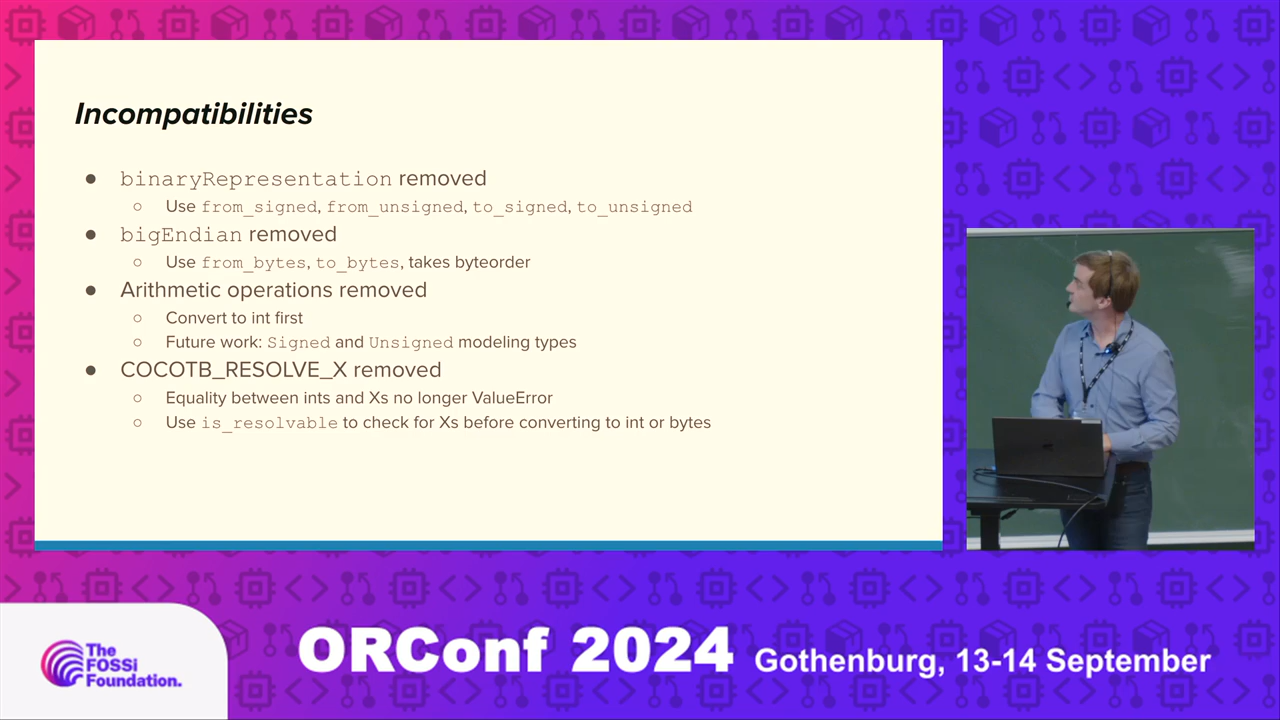 Incompatibilities
● binaryRepresentation removed
○ Use from_signed, from_unsigned, to_signed, to_unsigned
● bigEndian removed
○ Use from_bytes, to_bytes, takes byteorder
● Arithmetic operations removed
○ Convert to int first
○ Future work: Signed and Unsigned modeling types
● COCOTB_RESOLVE_X removed
○ Equality between ints and Xs no longer ValueError
○ Use is_resolvable to check for Xs before converting to int or bytes
The
FOSSi
Foundation.
ORConf 2024 Gothenburg, 13-14 September